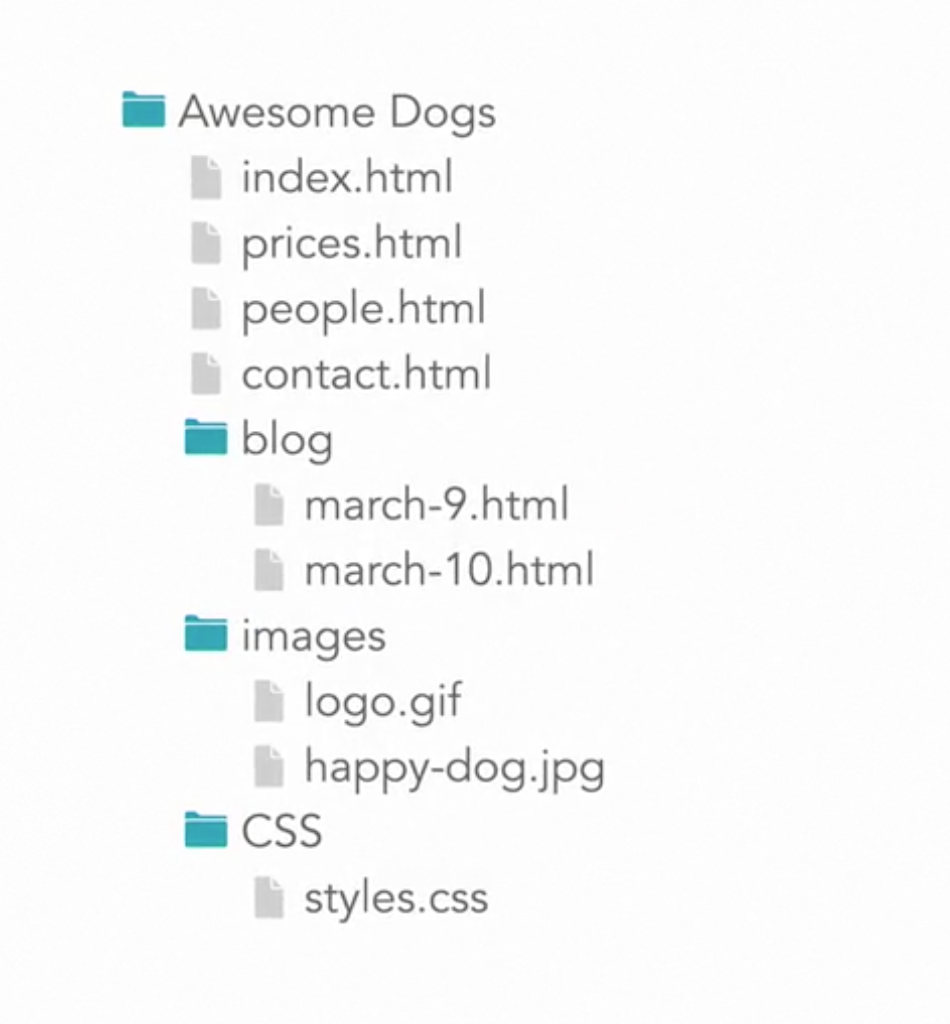 Awesome Dogs
index.html
prices.html
people.html
contact.html
blog
march-9.html
march-10.html
images
logo.gif
happy-dog.jpg
CSS
styles.css